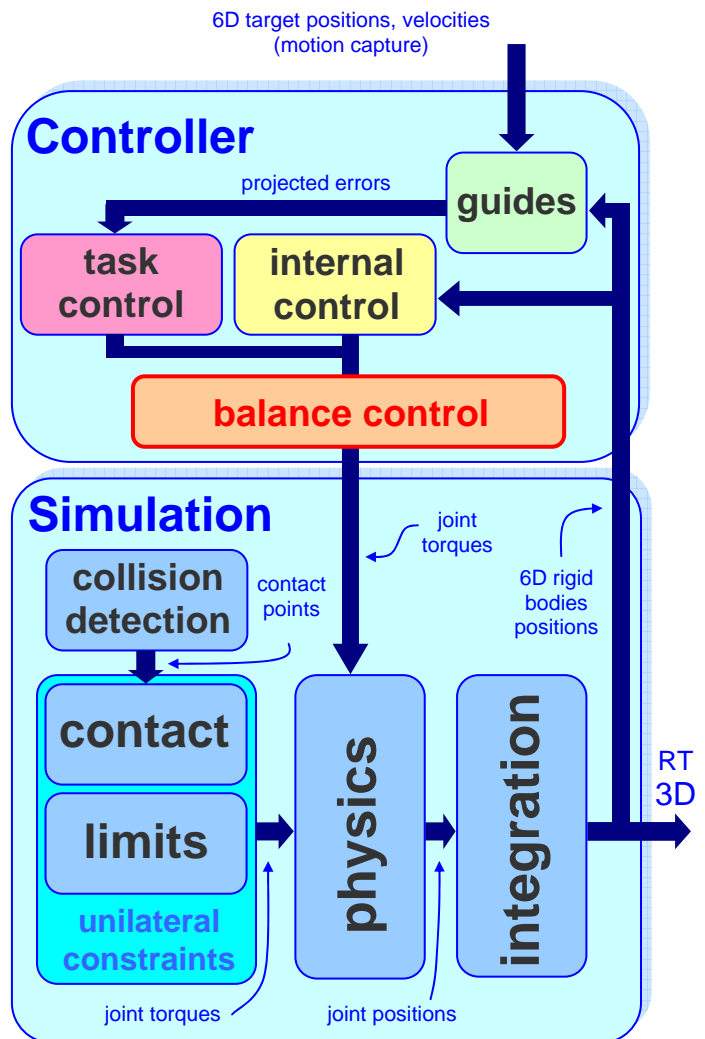 6D target positions, velocities
(motion capture)
Controller
projected errors
guides
task
control
internal
control
balance control
Simulation
joint
torques
collision
detection
contact
points
6D rigid
bodies
positions
contact
limits
unilateral
constraints
physics
integration
RT
3D
joint torques
joint positions